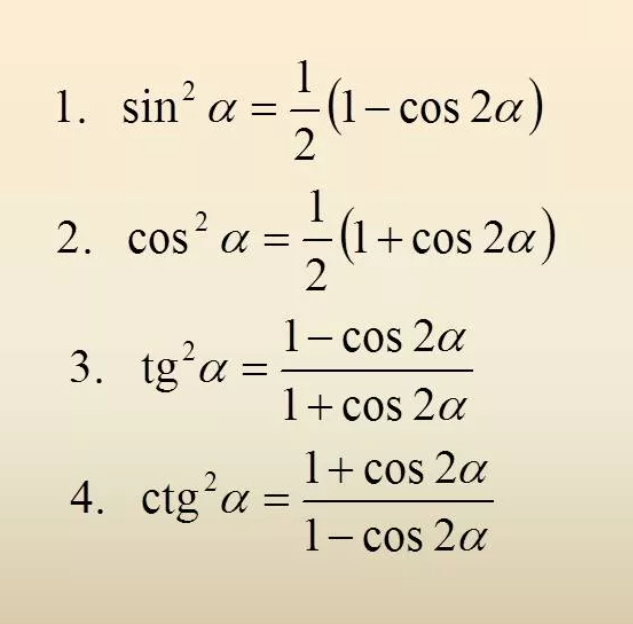 1. sin² α = 1/2 (1 − cos 2α)
2. cos² α = 1/2 (1 + cos 2α)
3. tg²α = (1 − cos 2α)/(1 + cos 2α)
4. ctg²α = (1 + cos 2α)/(1 − cos 2α)